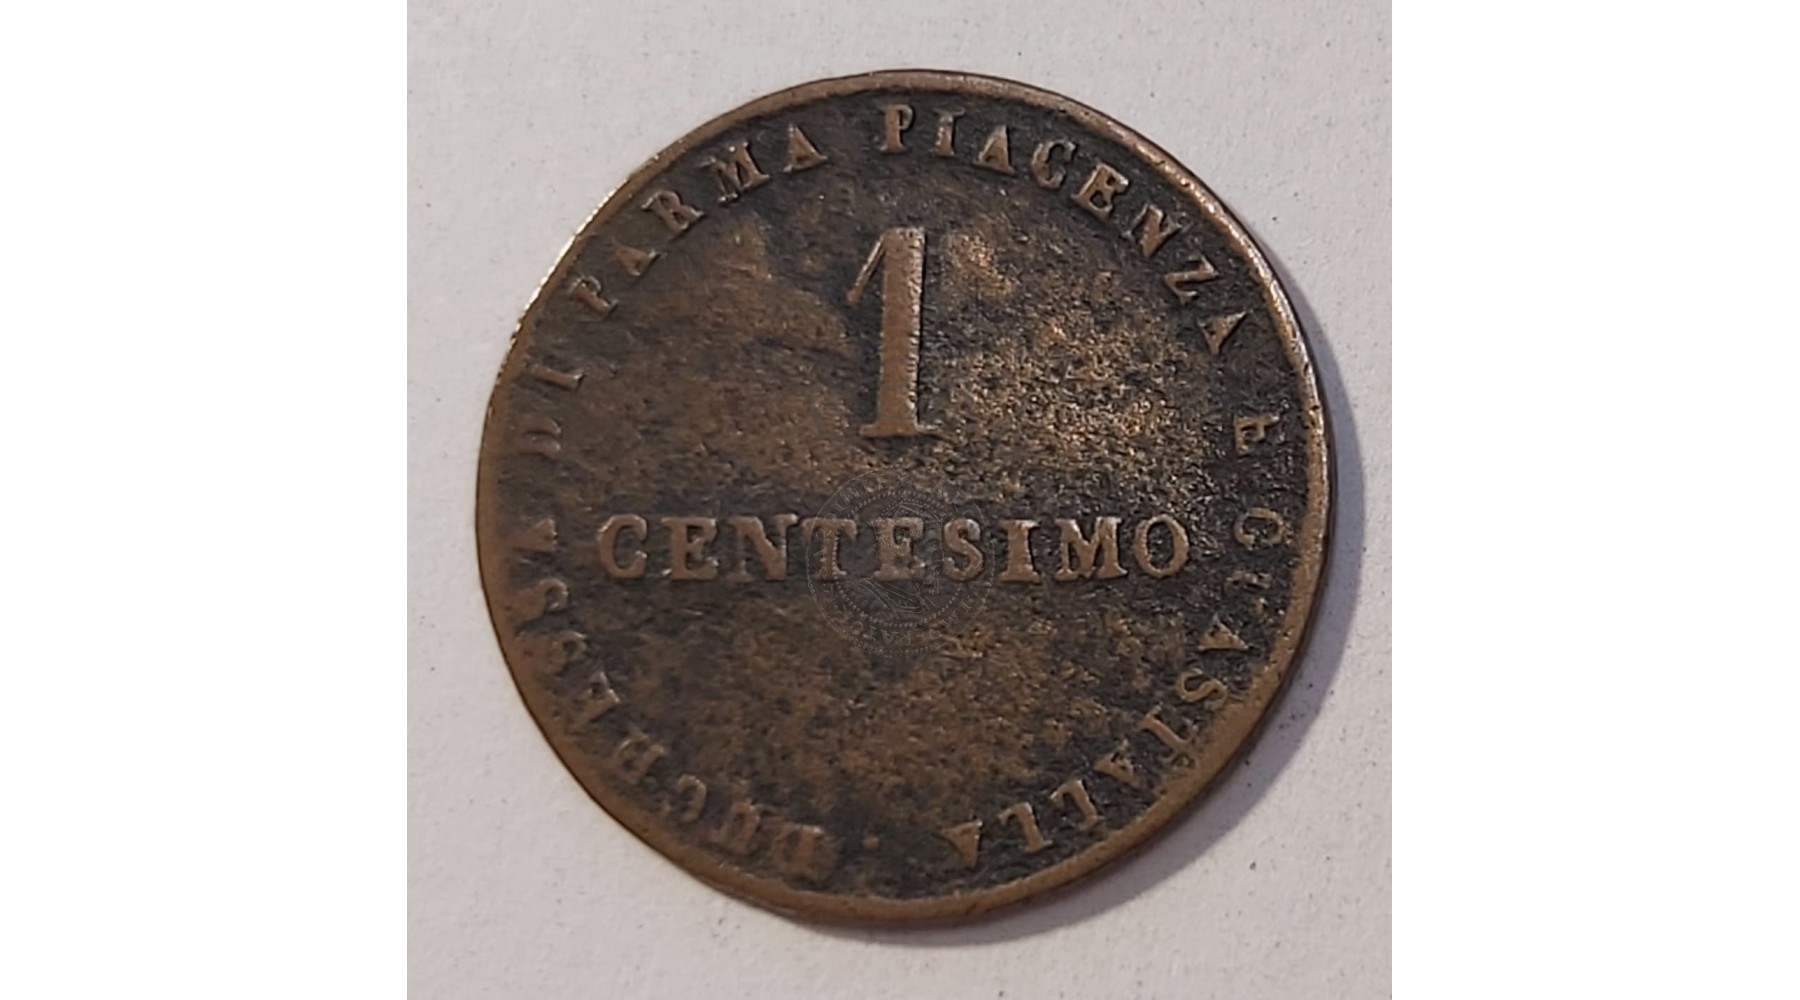 DUCHESSA DI PARMA PIACENZA E GUASTALLA ·
1
CENTESIMO